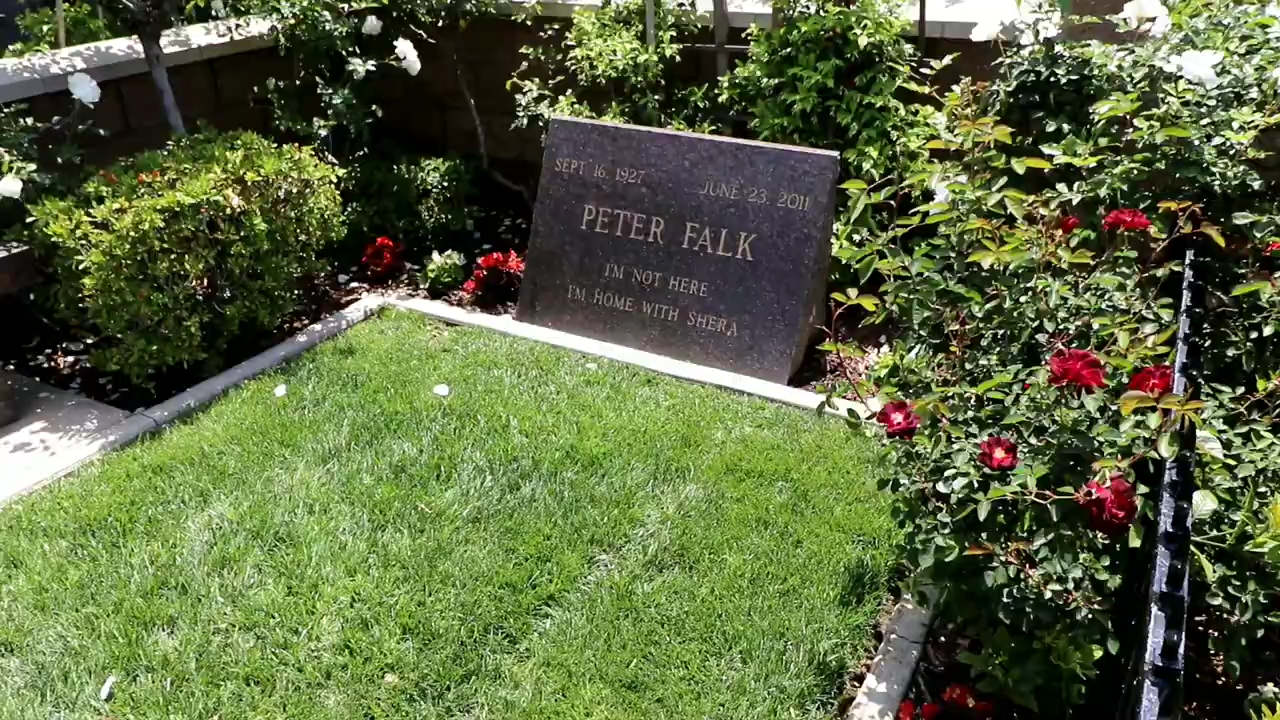 SEPT 16, 1927 JUNE 23, 2011
PETER FALK
I'M NOT HERE
I'M HOME WITH SHERA